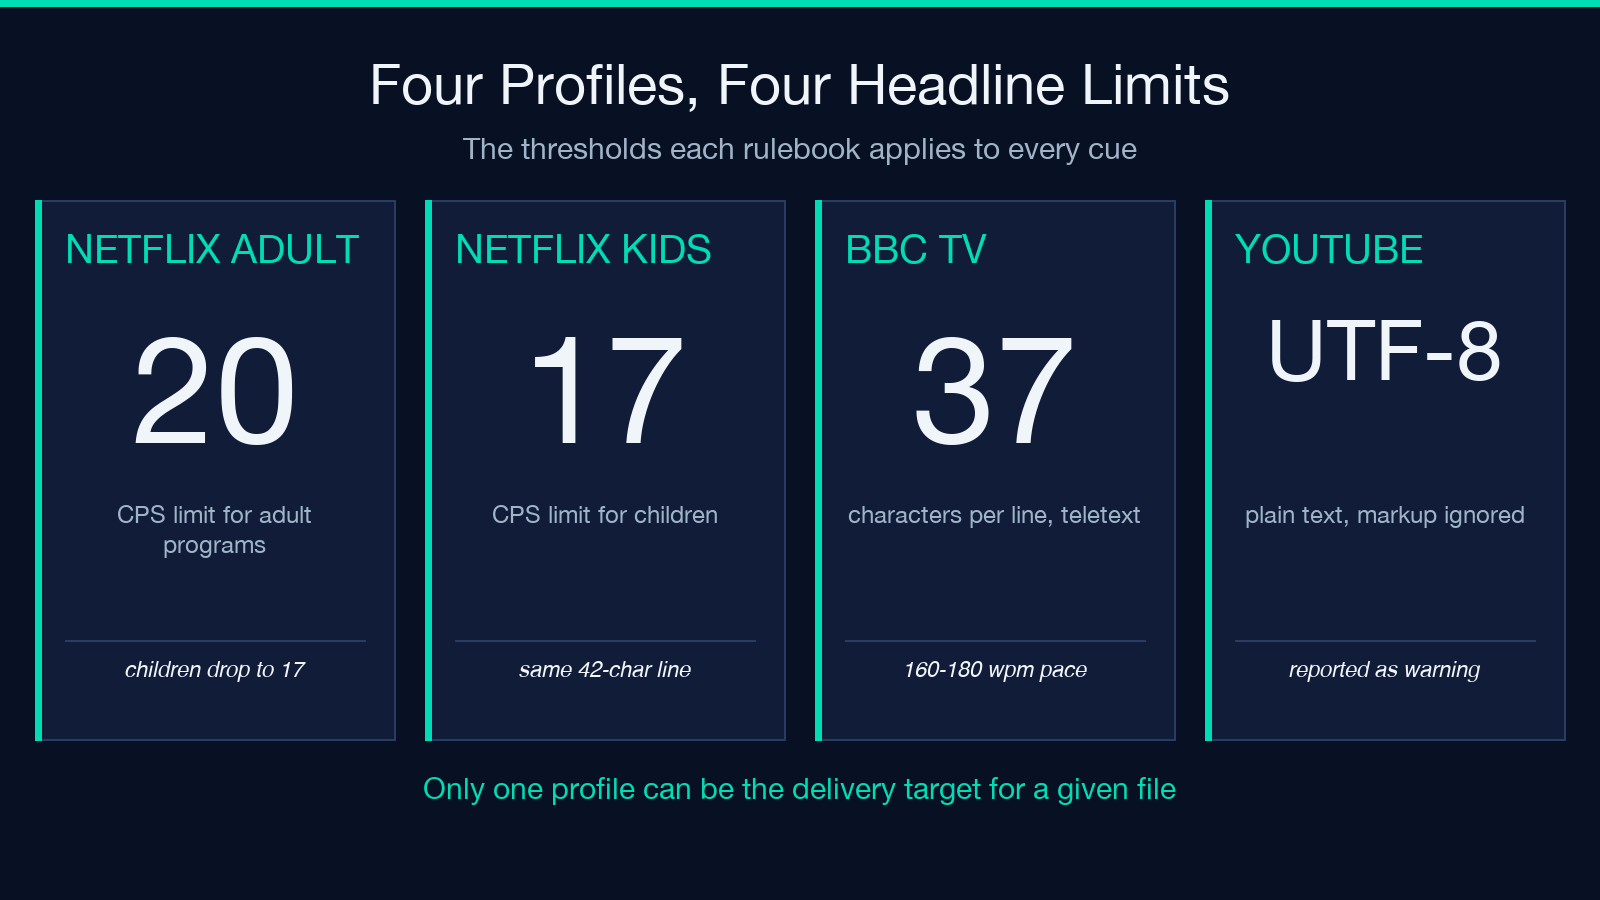 Four Profiles, Four Headline Limits
The thresholds each rulebook applies to every cue
NETFLIX ADULT
20
CPS limit for adult
programs
children drop to 17
NETFLIX KIDS
17
CPS limit for children
same 42-char line
BBC TV
37
characters per line, teletext
160-180 wpm pace
YOUTUBE
UTF-8
plain text, markup ignored
reported as warning
Only one profile can be the delivery target for a given file